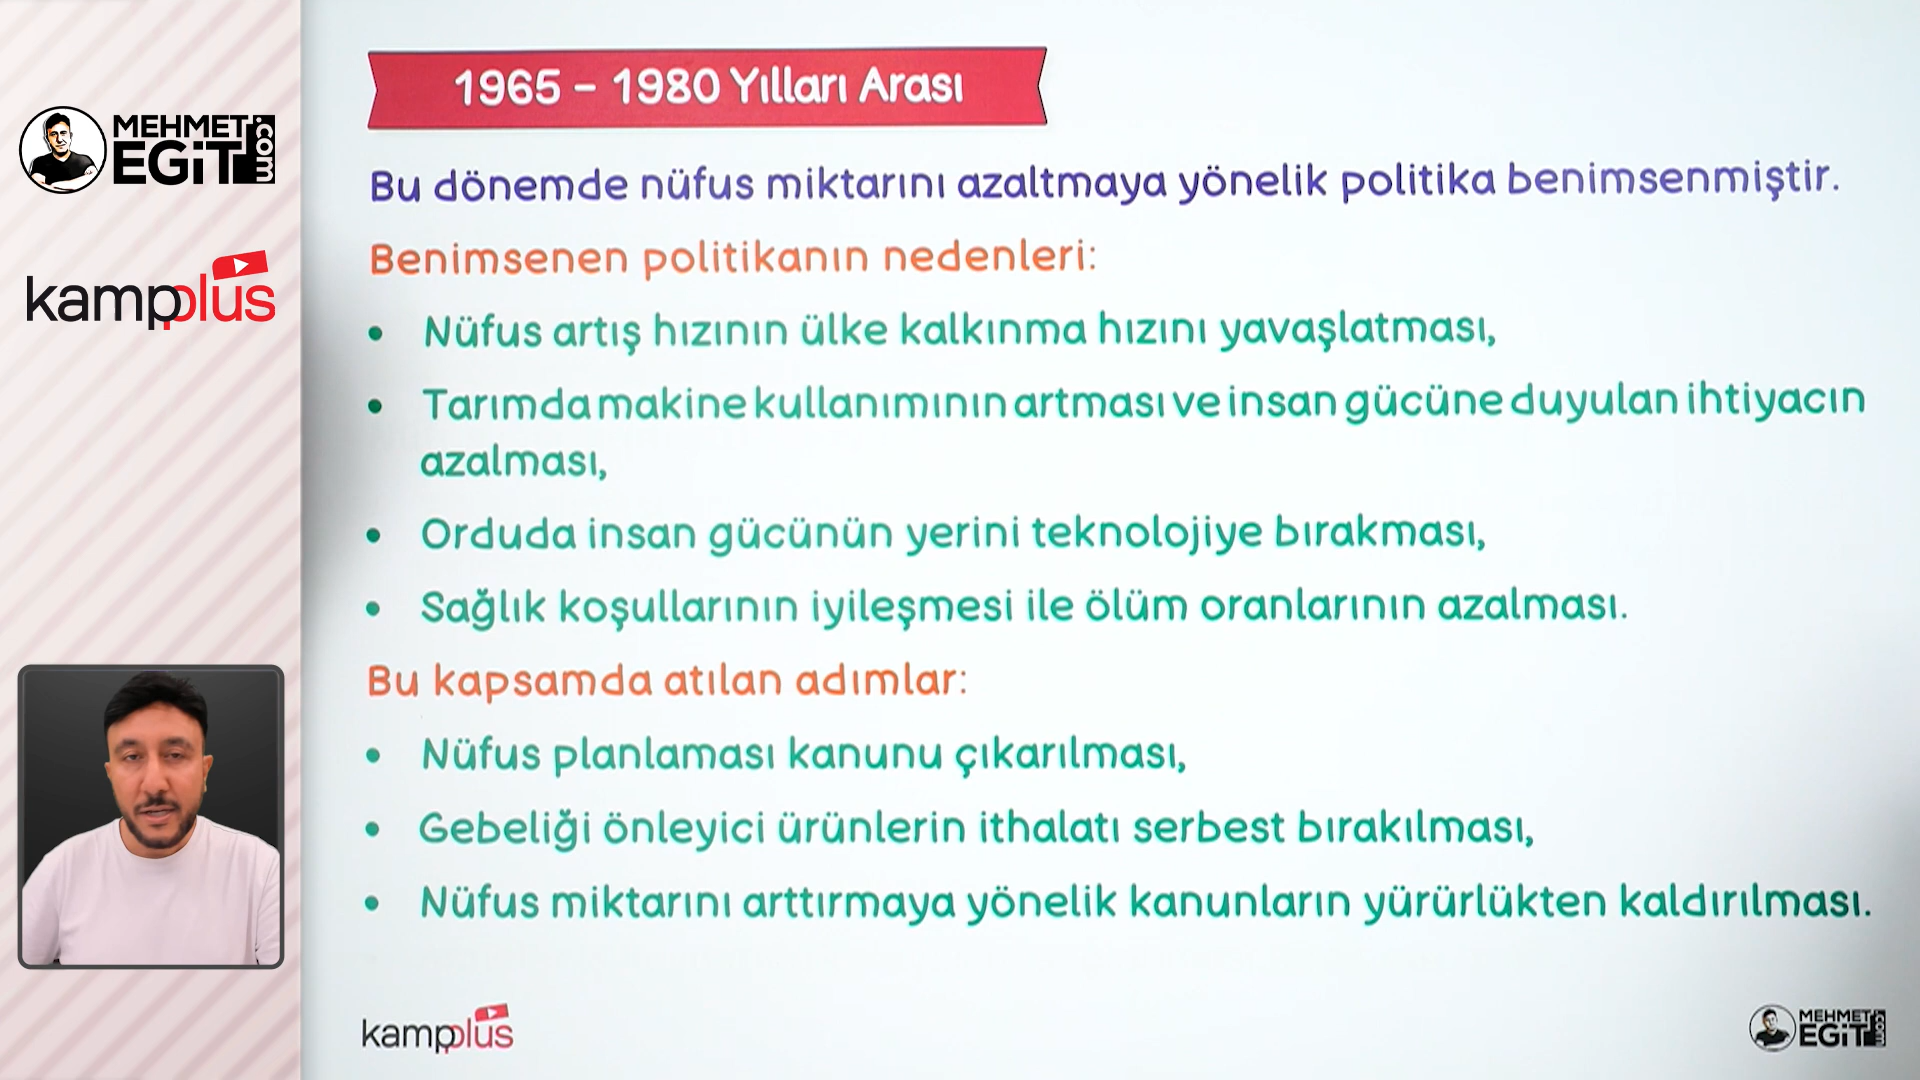 MEHMET
EGiT
.com
kampplus
1965 – 1980 Yılları Arası
Bu dönemde nüfus miktarını azaltmaya yönelik politika benimsenmiştir.
Benimsenen politikanın nedenleri:
• Nüfus artış hızının ülke kalkınma hızını yavaşlatması,
• Tarımda makine kullanımının artması ve insan gücüne duyulan ihtiyacın
azalması,
• Orduda insan gücünün yerini teknolojiye bırakması,
• Sağlık koşullarının iyileşmesi ile ölüm oranlarının azalması.
Bu kapsamda atılan adımlar:
• Nüfus planlaması kanunu çıkarılması,
• Gebeliği önleyici ürünlerin ithalatı serbest bırakılması,
• Nüfus miktarını arttırmaya yönelik kanunların yürürlükten kaldırılması.
kampplus
MEHMET
EGiT
.com